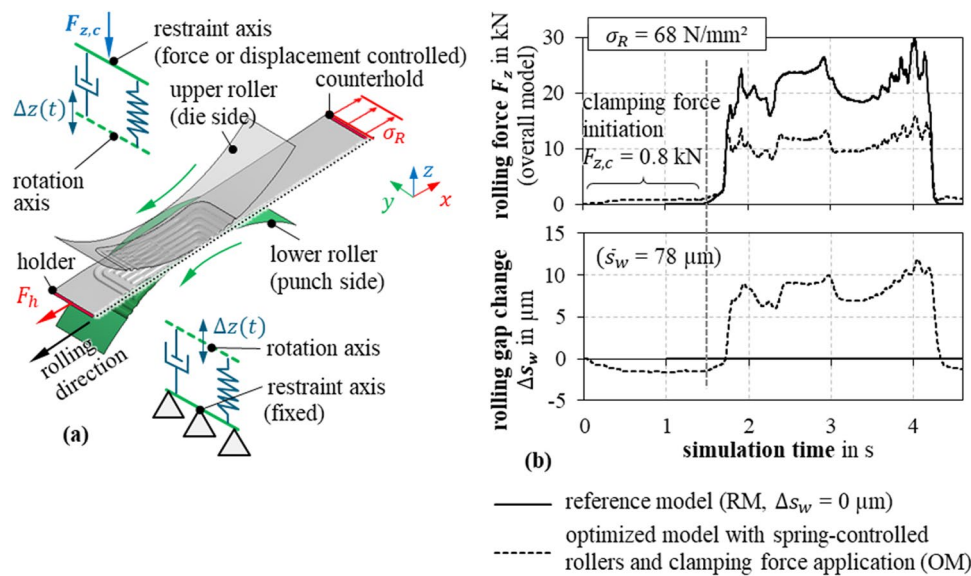 F_{z,c}
restraint axis
(force or displacement controlled)
upper roller
(die side)
counterhold
Δz(t)
σ_R
rotation
axis
z
y
x
holder
lower roller
(punch side)
F_h
rolling
direction
Δz(t)
rotation axis
restraint axis
(fixed)
(a)
rolling force F_z in kN
(overall model)
30
20
10
0
σ_R = 68 N/mm²
clamping force
initiation
F_{z,c} = 0.8 kN
rolling gap change
Δs_w in µm
15
10
5
0
-5
(s̄_w = 78 µm)
0
1
2
3
4
simulation time in s
(b)
reference model (RM, Δs_w = 0 µm)
optimized model with spring-controlled
rollers and clamping force application (OM)